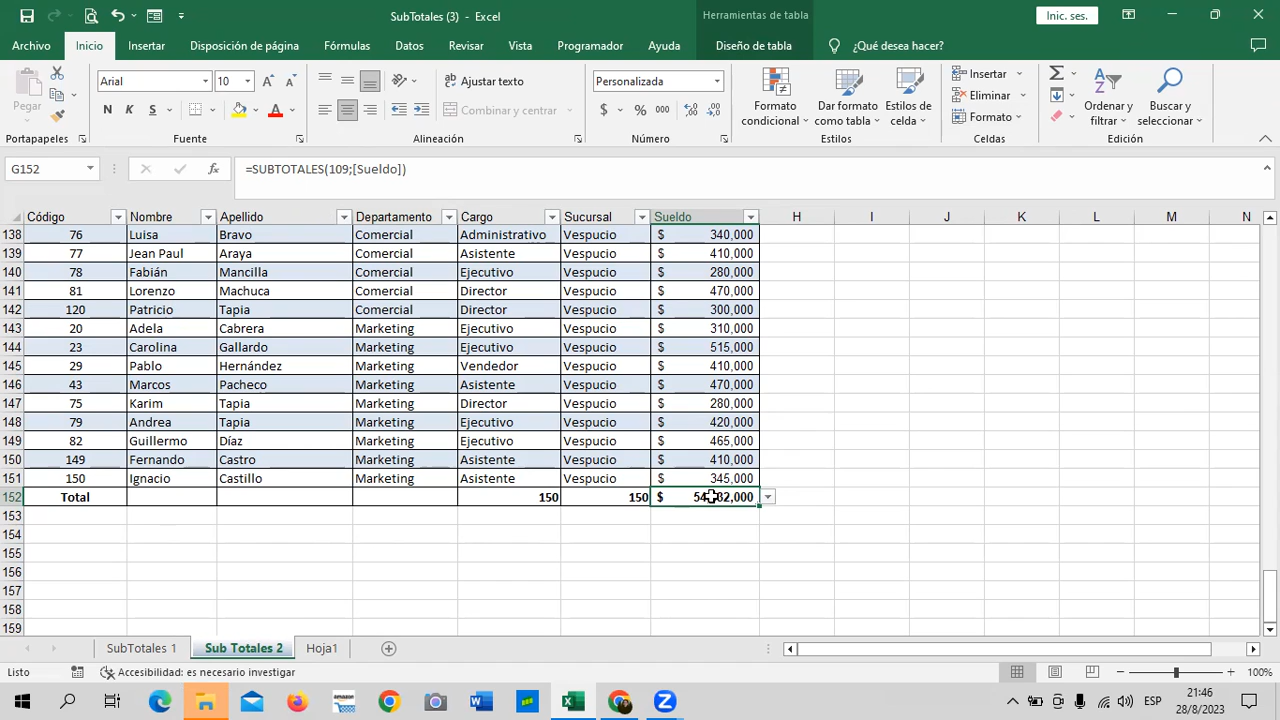 SubTotales (3) - Excel
Herramientas de tabla
Inic. ses.
Archivo Inicio Insertar Disposición de página Fórmulas Datos Revisar Vista Programador Ayuda Diseño de tabla ¿Qué desea hacer?
Pegar
Portapapeles
Arial 10
N K S
Fuente
Ajustar texto
Combinar y centrar
Alineación
Personalizada
$ % 000
Número
Formato condicional
Dar formato como tabla
Estilos de celda
Estilos
Insertar
Eliminar
Formato
Celdas
Ordenar y filtrar
Buscar y seleccionar
Edición
G152 fx =SUBTOTALES(109;[Sueldo])
Código Nombre Apellido Departamento Cargo Sucursal Sueldo H I J K L M N
138 76 Luisa Bravo Comercial Administrativo Vespucio $ 340,000
139 77 Jean Paul Araya Comercial Asistente Vespucio $ 410,000
140 78 Fabián Mancilla Comercial Ejecutivo Vespucio $ 280,000
141 81 Lorenzo Machuca Comercial Director Vespucio $ 470,000
142 120 Patricio Tapia Comercial Director Vespucio $ 300,000
143 20 Adela Cabrera Marketing Ejecutivo Vespucio $ 310,000
144 23 Carolina Gallardo Marketing Ejecutivo Vespucio $ 515,000
145 29 Pablo Hernández Marketing Vendedor Vespucio $ 410,000
146 43 Marcos Pacheco Marketing Asistente Vespucio $ 470,000
147 75 Karim Tapia Marketing Director Vespucio $ 280,000
148 79 Andrea Tapia Marketing Ejecutivo Vespucio $ 420,000
149 82 Guillermo Díaz Marketing Ejecutivo Vespucio $ 465,000
150 149 Fernando Castro Marketing Asistente Vespucio $ 410,000
151 150 Ignacio Castillo Marketing Asistente Vespucio $ 345,000
152 Total 150 150 $
153
154
155
156
157
158
159
SubTotales 1 Sub Totales 2 Hoja1
Listo Accesibilidad: es necesario investigar 100%
ESP 21:46
28/8/2023